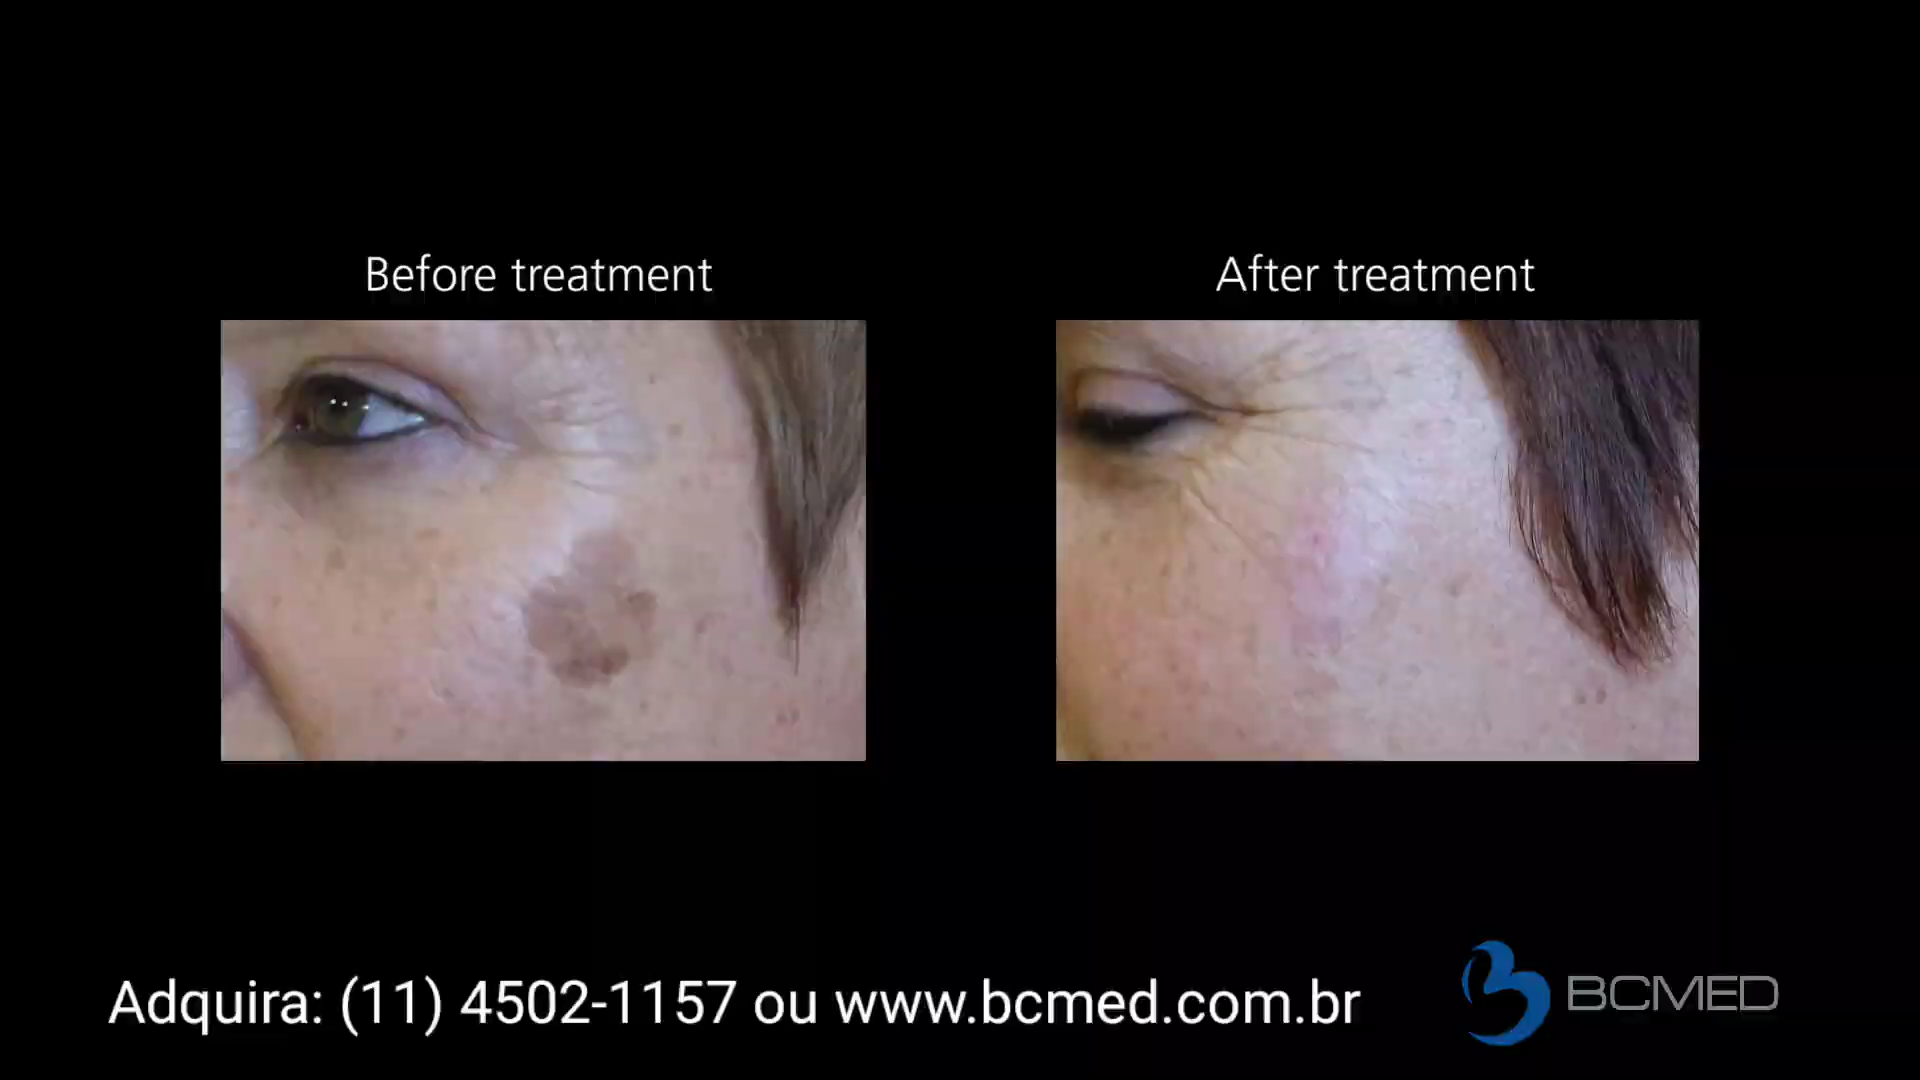 Before treatment
After treatment
Adquira: (11) 4502-1157 ou www.bcmed.com.br
BCMED